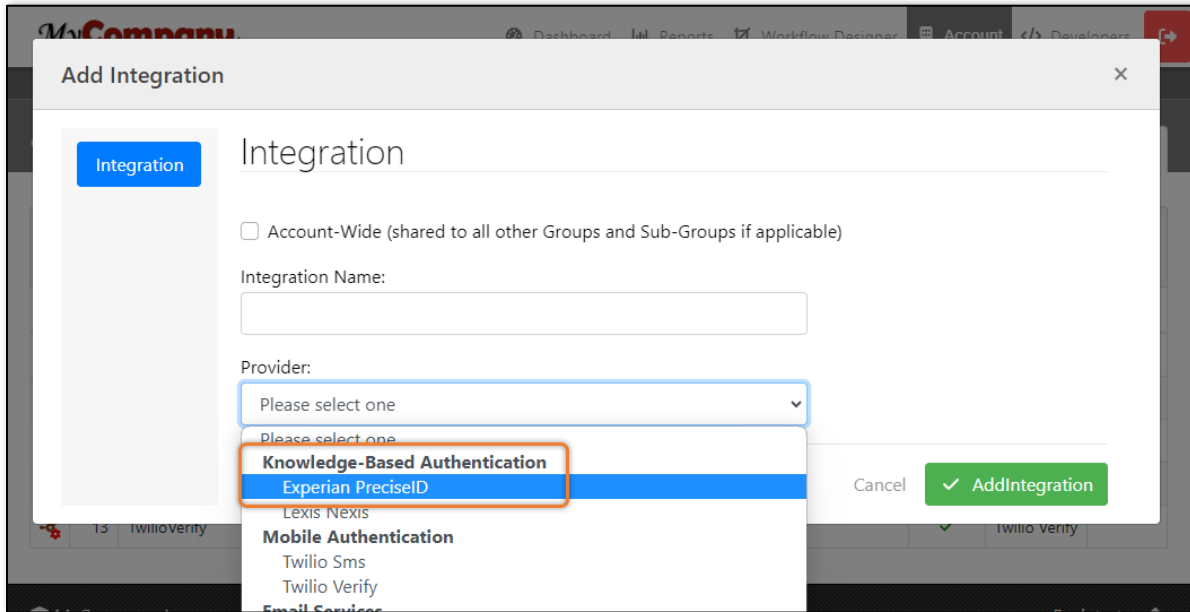 MyCompany.
Dashboard Reports Workflow Designer Account </> Developers
Add Integration
×
Integration
Integration
Account-Wide (shared to all other Groups and Sub-Groups if applicable)
Integration Name:
Provider:
Please select one
Please select one
Knowledge-Based Authentication
Experian PreciseID
Lexis Nexis
Mobile Authentication
Twilio Sms
Twilio Verify
Email Services
Cancel
AddIntegration
13 TwilioVerify Twilio Verify